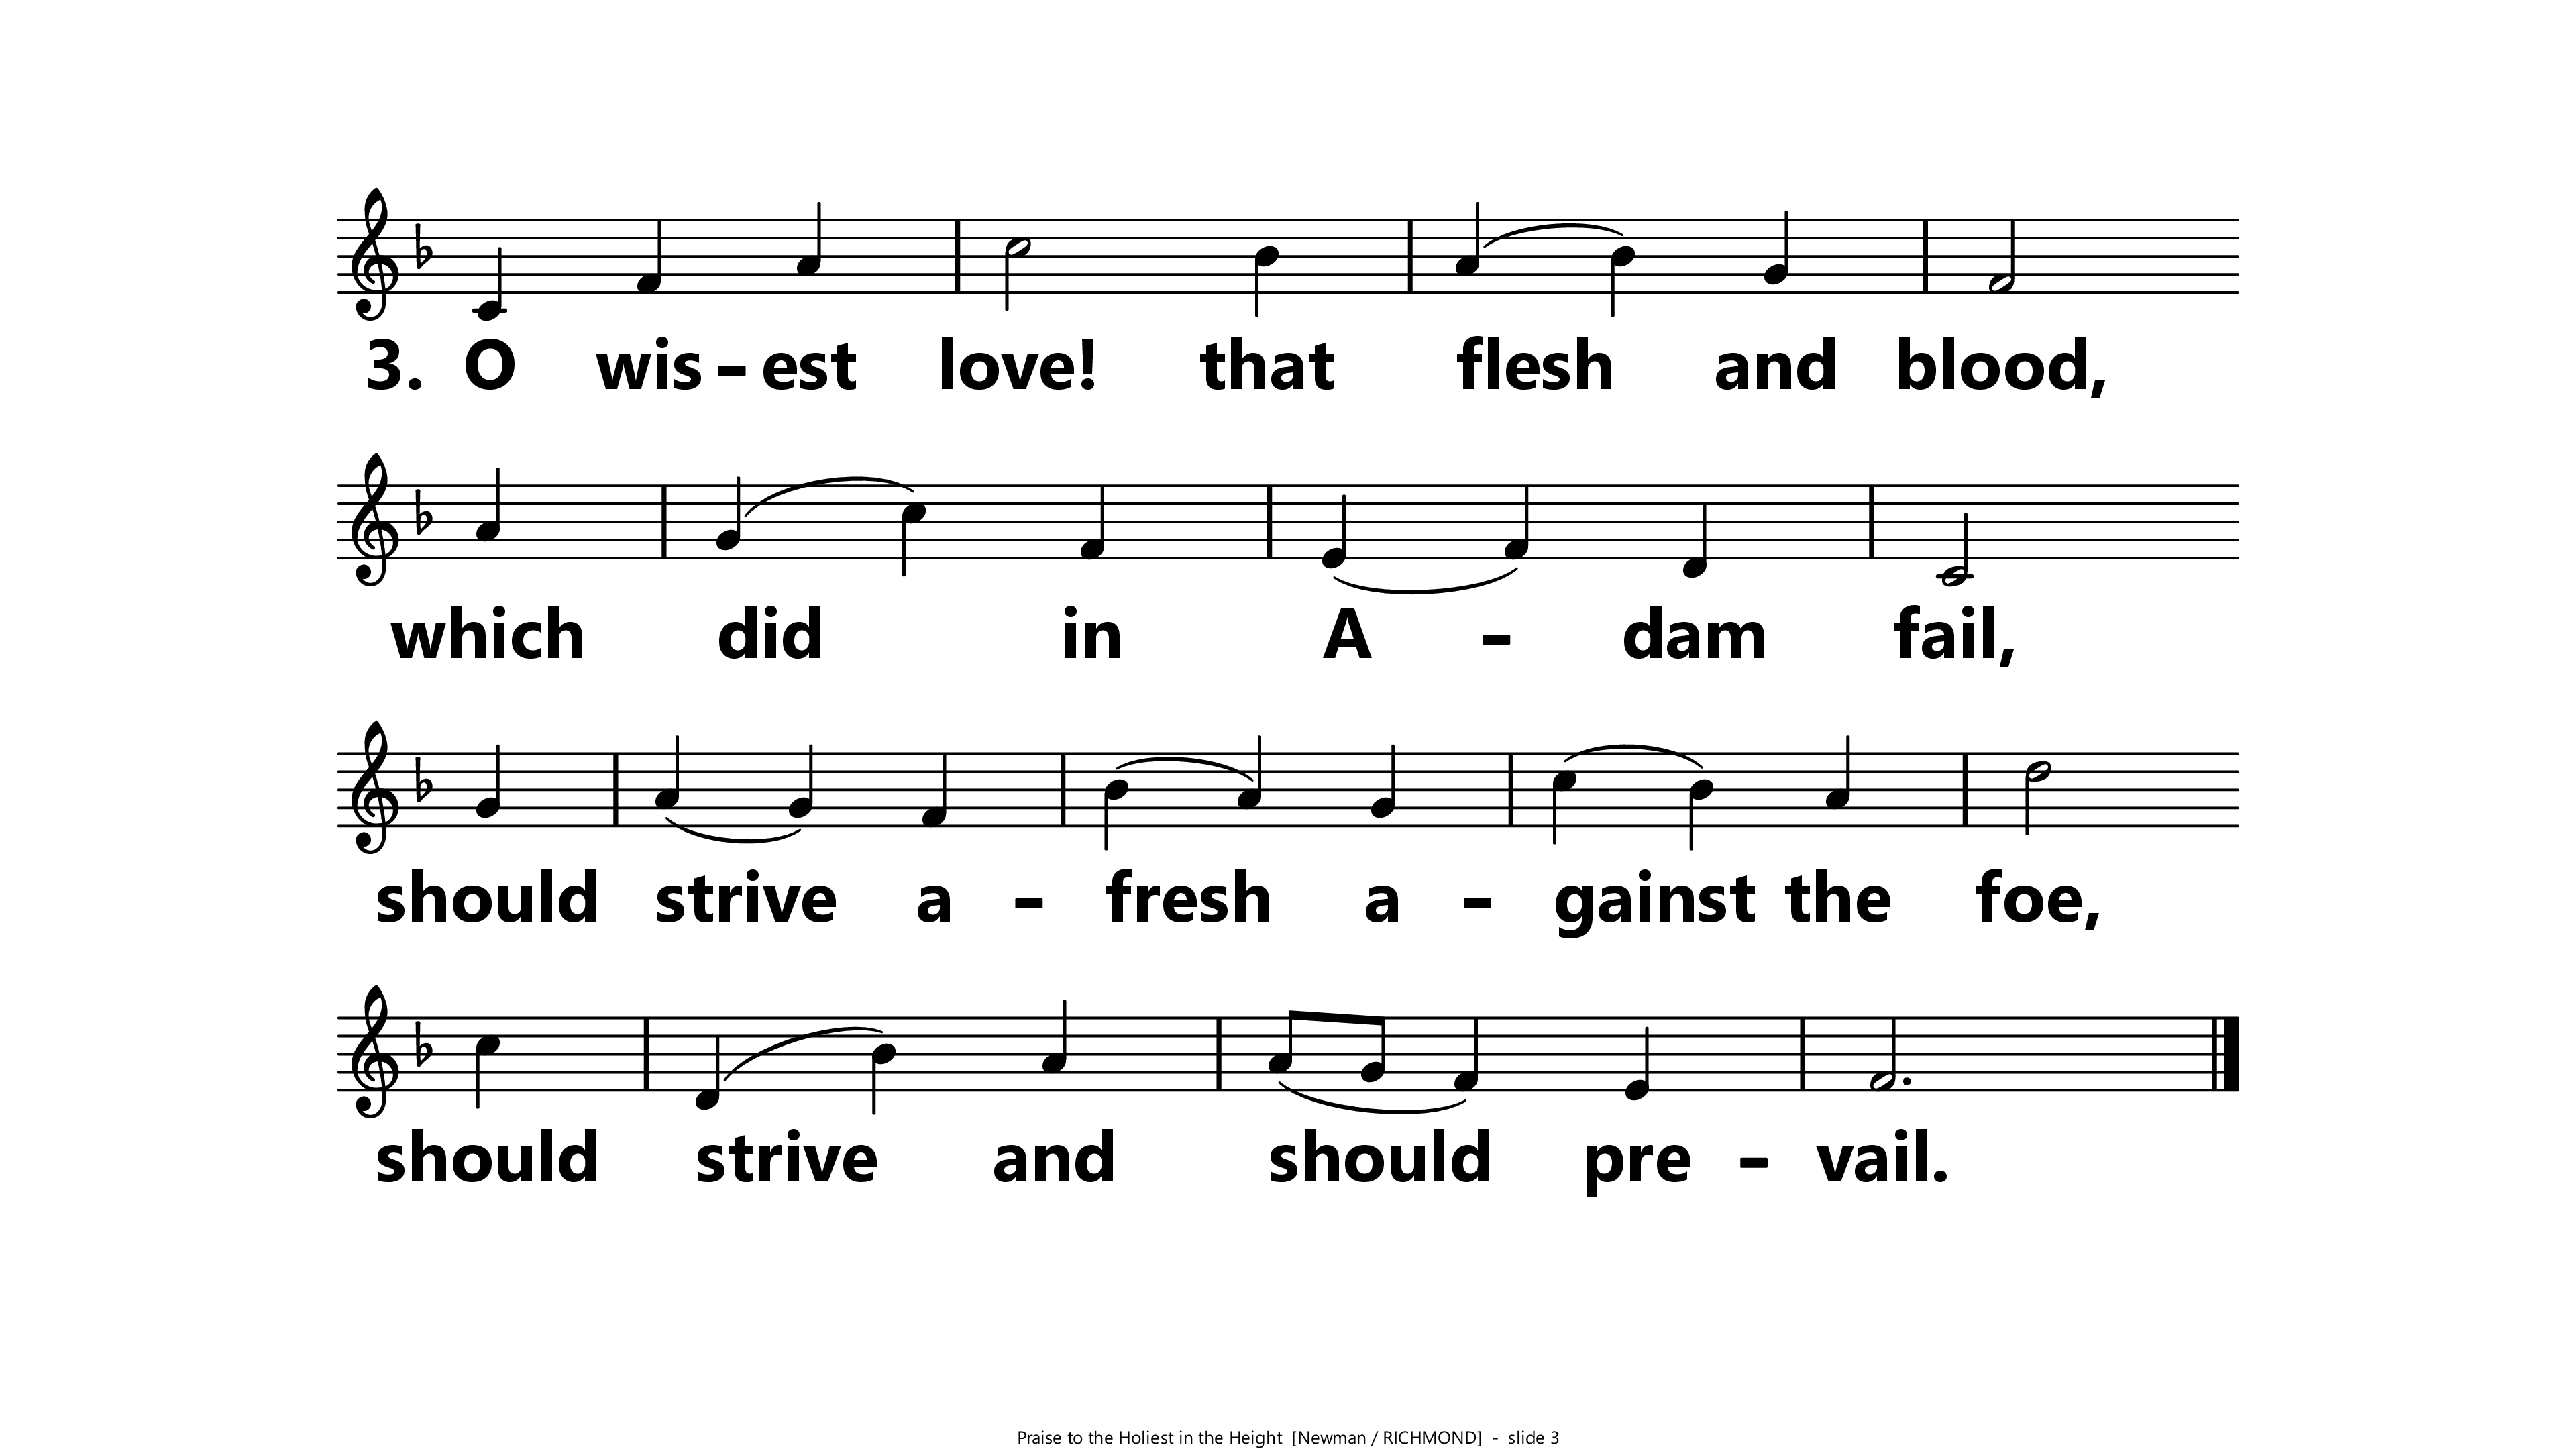 3. O wis – est love! that flesh and blood,
which did in A – dam fail,
should strive a – fresh a – gainst the foe,
should strive and should pre – vail.
Praise to the Holiest in the Height [Newman / RICHMOND] - slide 3